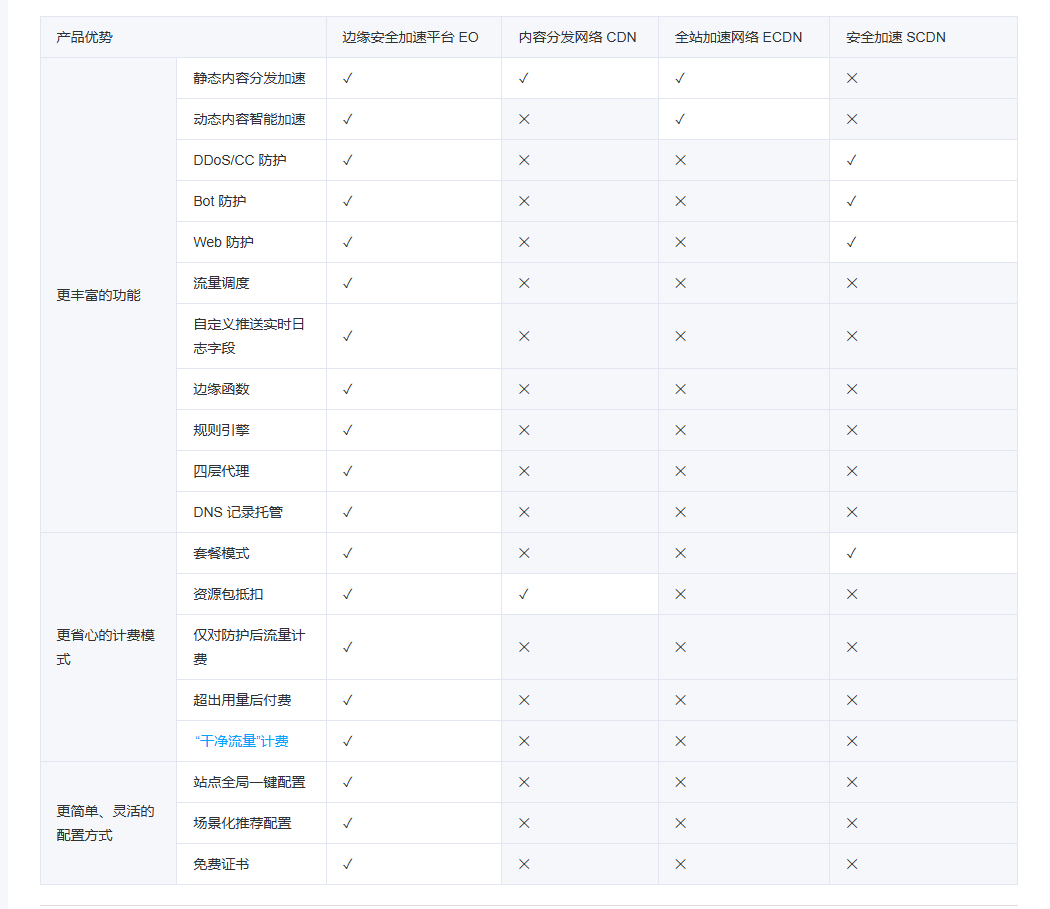 产品优势 边缘安全加速平台 EO 内容分发网络 CDN 全站加速网络 ECDN 安全加速 SCDN
更丰富的功能
静态内容分发加速 ✓ ✓ ✓ ×
动态内容智能加速 ✓ × ✓ ×
DDoS/CC 防护 ✓ × × ✓
Bot 防护 ✓ × × ✓
Web 防护 ✓ × × ✓
流量调度 ✓ × × ×
自定义推送实时日
志字段 ✓ × × ×
边缘函数 ✓ × × ×
规则引擎 ✓ × × ×
四层代理 ✓ × × ×
DNS 记录托管 ✓ × × ×
更省心的计费模
式
套餐模式 ✓ × × ✓
资源包抵扣 ✓ ✓ × ×
仅对防护后流量计
费 ✓ × × ×
超出用量后付费 ✓ × × ×
“干净流量”计费 ✓ × × ×
更简单、灵活的
配置方式
站点全局一键配置 ✓ × × ×
场景化推荐配置 ✓ × × ×
免费证书 ✓ × × ×